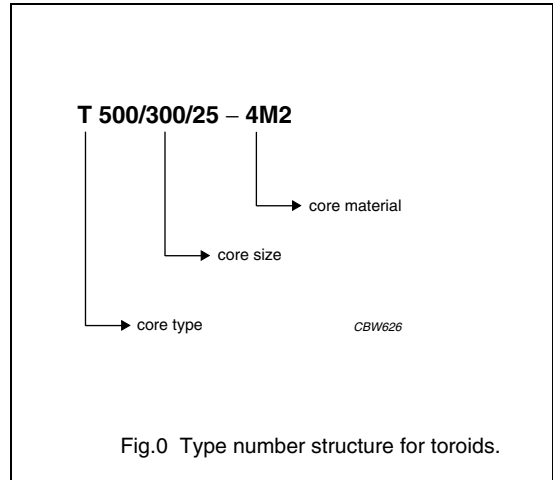 T 500/300/25 – 4M2
core material
core size
core type
CBW626
Fig.0 Type number structure for toroids.